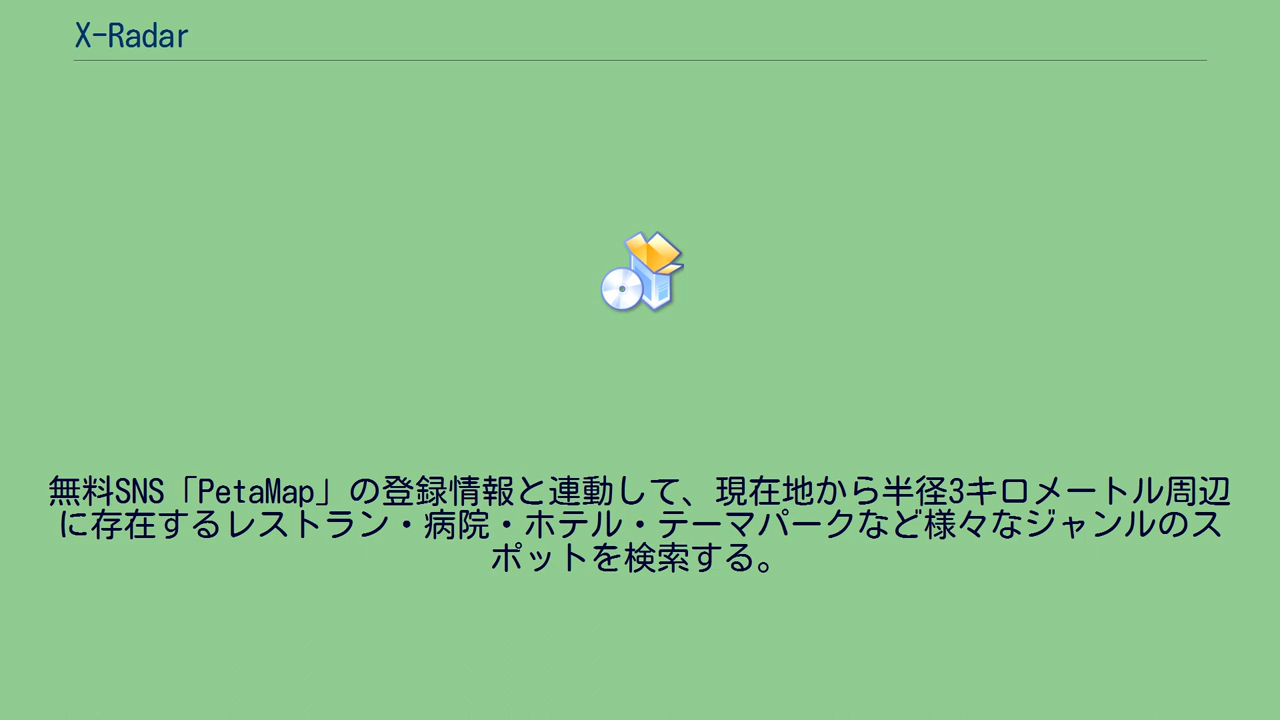 X-Radar
無料SNS「PetaMap」の登録情報と連動して、現在地から半径3キロメートル周辺
に存在するレストラン・病院・ホテル・テーマパークなど様々なジャンルのス
ポットを検索する。